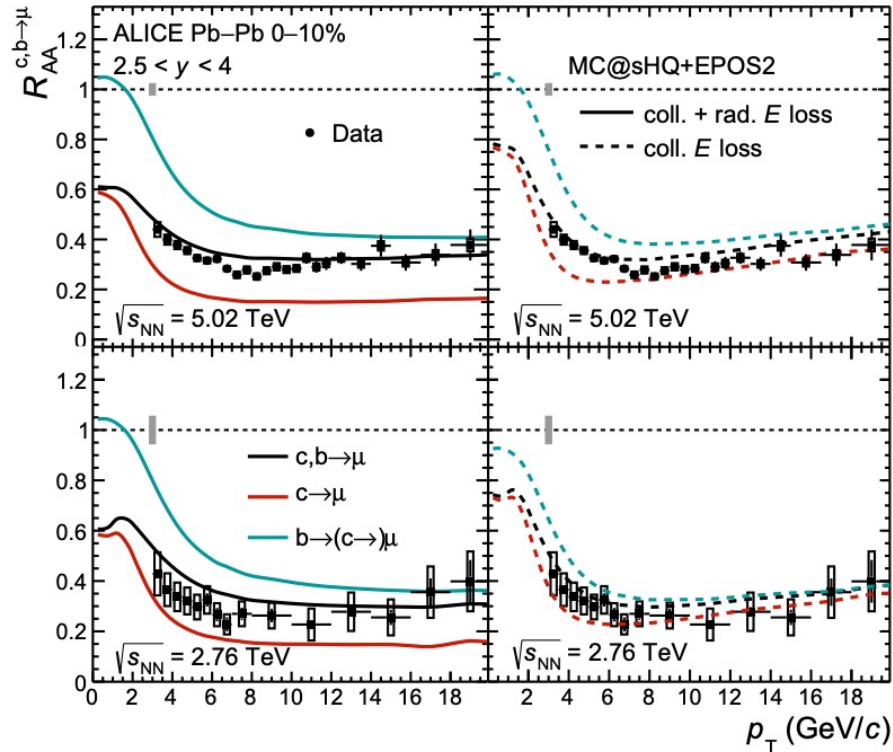 R_AA^{c,b→μ}
ALICE Pb–Pb 0–10%
2.5 < y < 4
Data
MC@sHQ+EPOS2
coll. + rad. E loss
coll. E loss
1.2
1
0.8
0.6
0.4
0.2
0
√s_NN = 5.02 TeV
√s_NN = 5.02 TeV
1.2
1
0.8
0.6
0.4
0.2
0
c,b→μ
c→μ
b→(c→)μ
√s_NN = 2.76 TeV
√s_NN = 2.76 TeV
0 2 4 6 8 10 12 14 16 18
2 4 6 8 10 12 14 16 18
p_T (GeV/c)